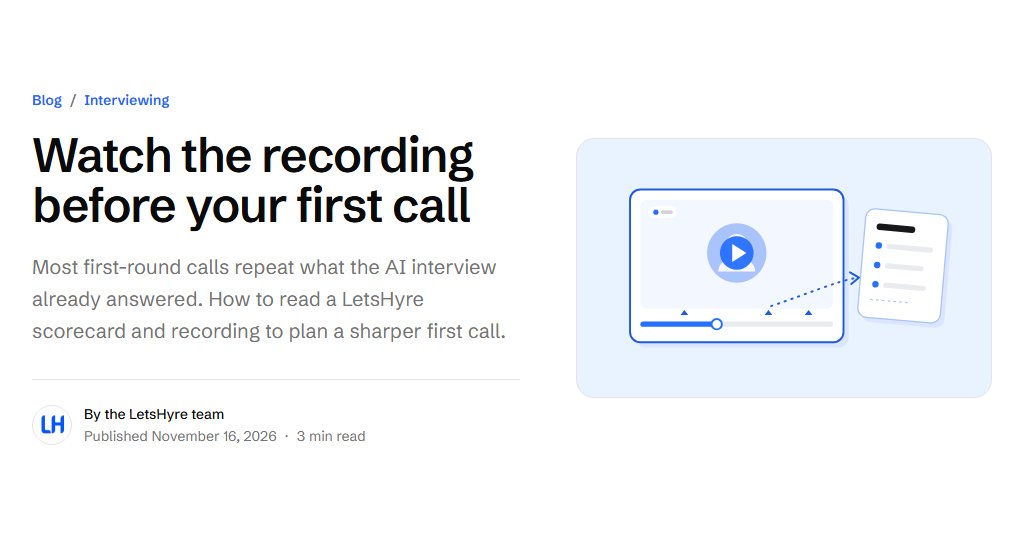 Blog / Interviewing
Watch the recording
before your first call
Most first-round calls repeat what the AI interview
already answered. How to read a LetsHyre
scorecard and recording to plan a sharper first call.
LH
By the LetsHyre team
Published November 16, 2026 · 3 min read